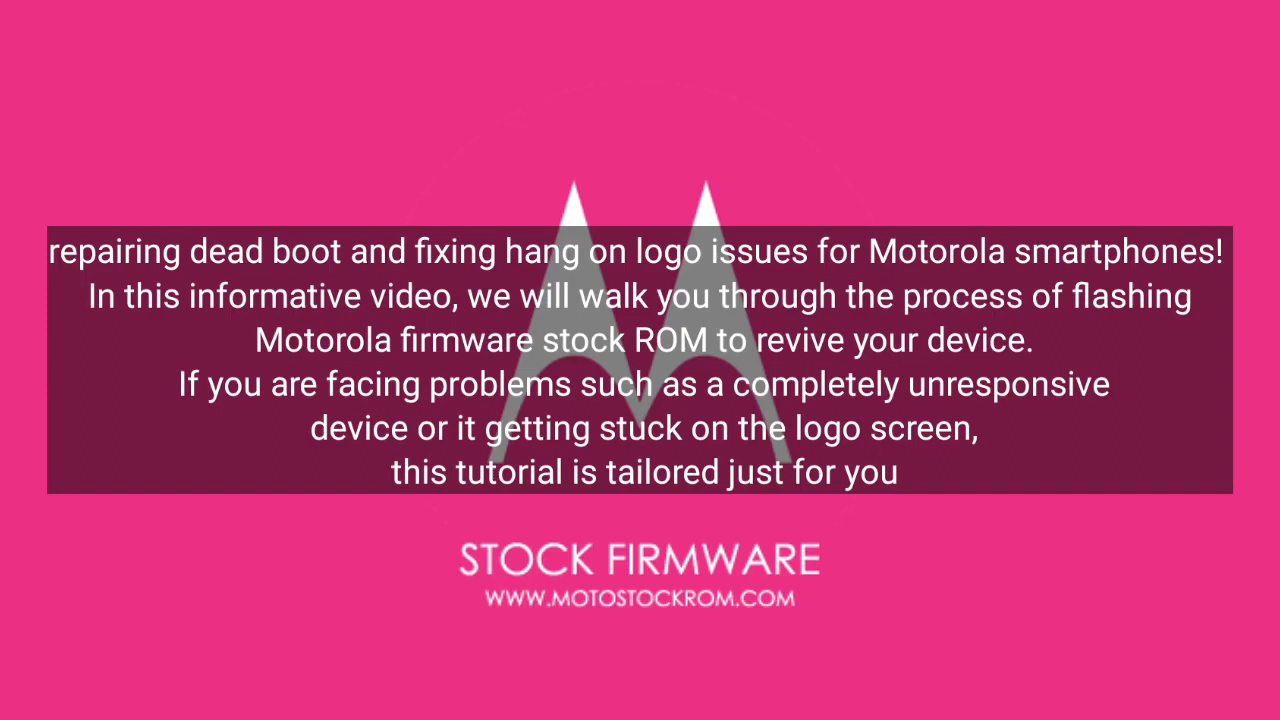 repairing dead boot and fixing hang on logo issues for Motorola smartphones!
In this informative video, we will walk you through the process of flashing
Motorola firmware stock ROM to revive your device.
If you are facing problems such as a completely unresponsive
device or it getting stuck on the logo screen,
this tutorial is tailored just for you
STOCK FIRMWARE
WWW.MOTOSTOCKROM.COM